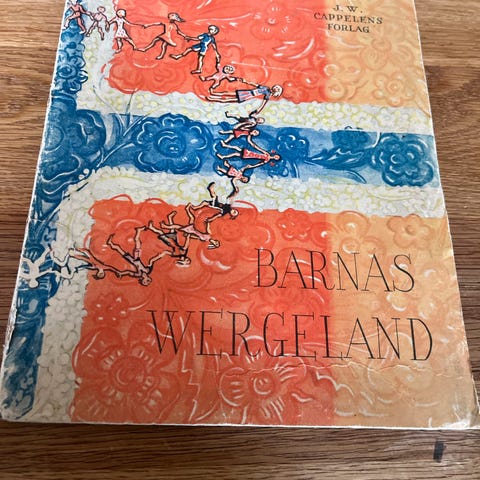 J. W.
CAPPELENS
FORLAG
BARNAS
WERGELAND